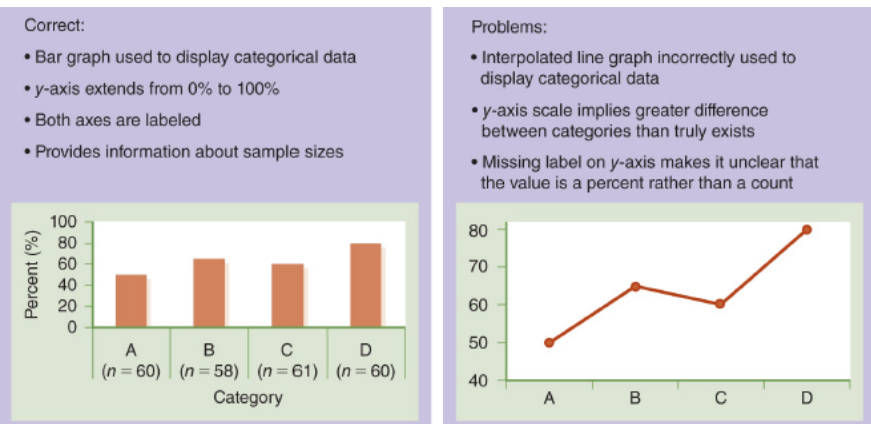 Correct:
• Bar graph used to display categorical data
• y-axis extends from 0% to 100%
• Both axes are labeled
• Provides information about sample sizes
Percent (%)
100
80
60
40
20
0
A B C D
(n = 60) (n = 58) (n = 61) (n = 60)
Category
Problems:
• Interpolated line graph incorrectly used to
display categorical data
• y-axis scale implies greater difference
between categories than truly exists
• Missing label on y-axis makes it unclear that
the value is a percent rather than a count
80
70
60
50
40
A B C D